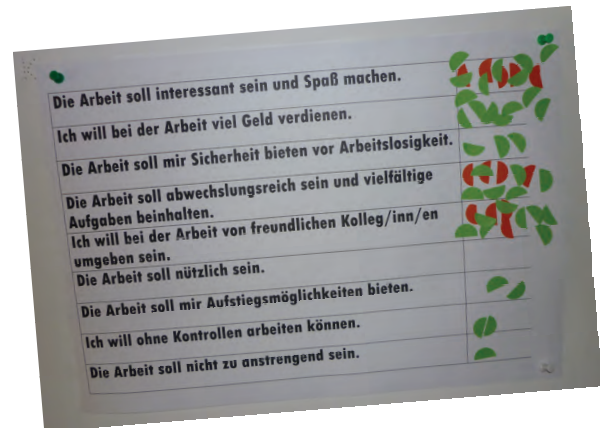 Die Arbeit soll interessant sein und Spaß machen.
Ich will bei der Arbeit viel Geld verdienen.
Die Arbeit soll mir Sicherheit bieten vor Arbeitslosigkeit.
Die Arbeit soll abwechslungsreich sein und vielfältige
Aufgaben beinhalten.
Ich will bei der Arbeit von freundlichen Kolleg/inn/en
umgeben sein.
Die Arbeit soll nützlich sein.
Die Arbeit soll mir Aufstiegsmöglichkeiten bieten.
Ich will ohne Kontrollen arbeiten können.
Die Arbeit soll nicht zu anstrengend sein.